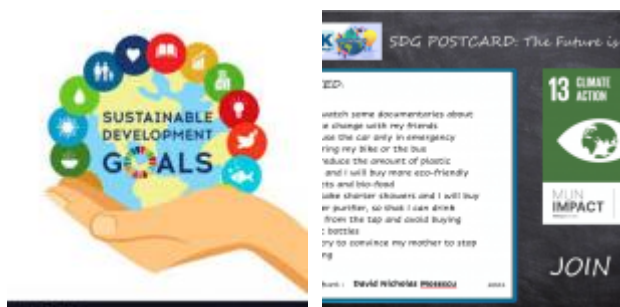 SUSTAINABLE
DEVELOPMENT
GOALS
K
SDG POSTCARD: The Future is
ED:
watch some documentaries about
change with my friends
use the car only in emergency
ring my bike or the bus
reduce the amount of plastic
and I will buy more eco-friendly
ts and bio-food
take shorter showers and I will buy
er purifier, so that I can drink
from the tap and avoid buying
bottles
try to convince my mother to stop
ng
David Nicholas
13 CLIMATE
ACTION
MUN
IMPACT
JOIN